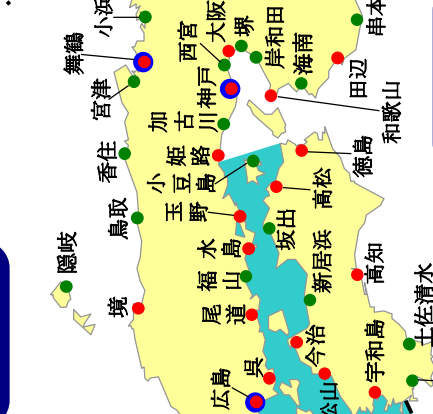 小浜
舞鶴
宮津
香住
鳥取
隠岐
境
西宮
大阪
堺
岸和田
海南
田辺
串本
和歌山
神戸
加古川
姫路
小豆島
玉野
水島
福山
尾道
呉
広島
徳島
高松
坂出
新居浜
高知
今治
松山
宇和島
土佐清水